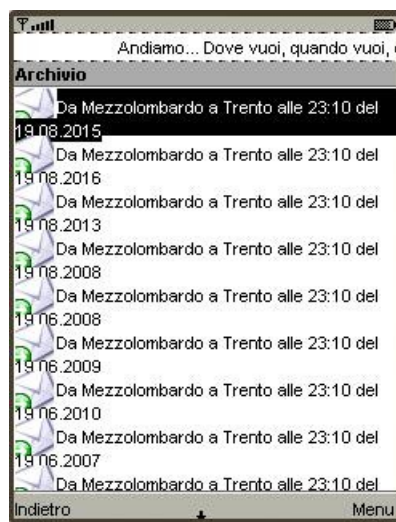 Andiamo... Dove vuoi, quando vuoi,
Archivio
Da Mezzolombardo a Trento alle 23:10 del
19.08.2015
Da Mezzolombardo a Trento alle 23:10 del
19.08.2016
Da Mezzolombardo a Trento alle 23:10 del
19.08.2013
Da Mezzolombardo a Trento alle 23:10 del
19.08.2008
Da Mezzolombardo a Trento alle 23:10 del
19.06.2008
Da Mezzolombardo a Trento alle 23:10 del
19.06.2009
Da Mezzolombardo a Trento alle 23:10 del
19.06.2010
Da Mezzolombardo a Trento alle 23:10 del
19.06.2007
Da Mezzolombardo a Trento alle 23:10 del
Indietro Menu